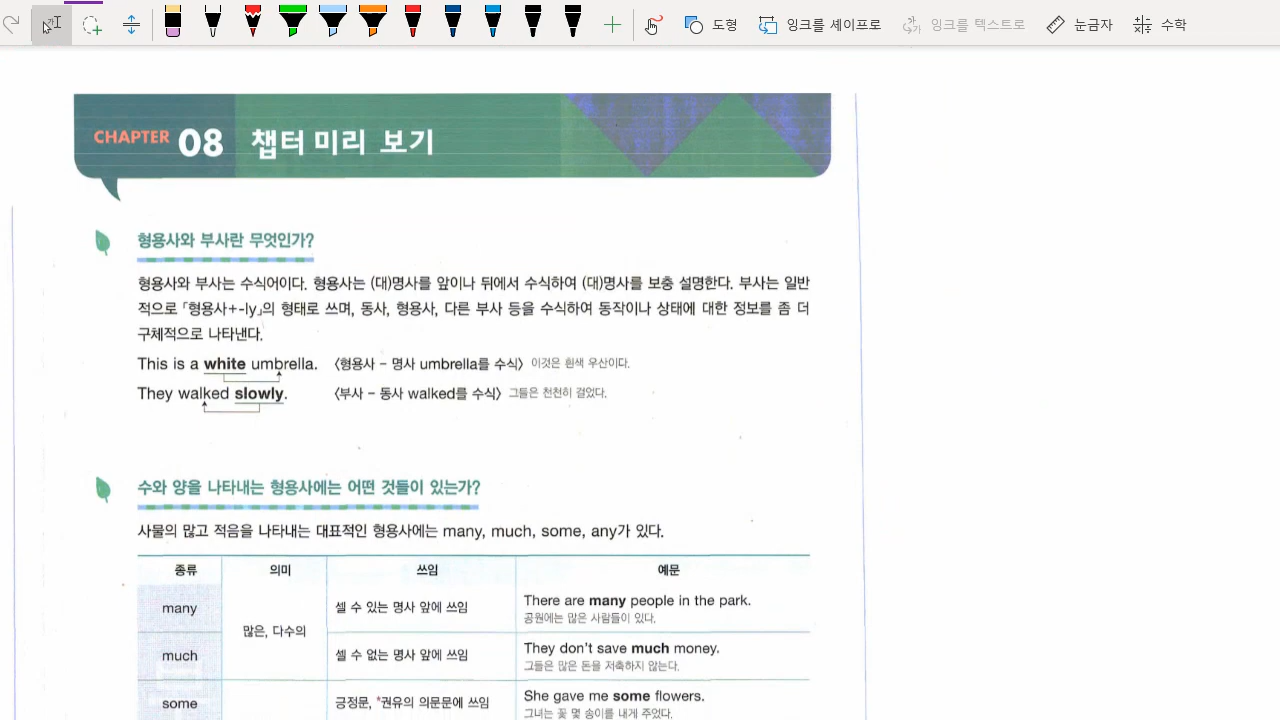 도형 잉크를 셰이프로 잉크를 텍스트로 눈금자 수학
CHAPTER 08 챕터 미리 보기
형용사와 부사란 무엇인가?
형용사와 부사는 수식어이다. 형용사는 (대)명사를 앞이나 뒤에서 수식하여 (대)명사를 보충 설명한다. 부사는 일반
적으로 「형용사+-ly」의 형태로 쓰며, 동사, 형용사, 다른 부사 등을 수식하여 동작이나 상태에 대한 정보를 좀 더
구체적으로 나타낸다.
This is a white umbrella. 〈형용사 – 명사 umbrella를 수식〉 이것은 흰색 우산이다.
They walked slowly. 〈부사 – 동사 walked를 수식〉 그들은 천천히 걸었다.
수와 양을 나타내는 형용사에는 어떤 것들이 있는가?
사물의 많고 적음을 나타내는 대표적인 형용사에는 many, much, some, any가 있다.
종류 의미 쓰임 예문
many 많은, 다수의 셀 수 있는 명사 앞에 쓰임 There are many people in the park.
공원에는 많은 사람들이 있다.
much 셀 수 없는 명사 앞에 쓰임 They don't save much money.
그들은 많은 돈을 저축하지 않는다.
some 긍정문, *권유의 의문문에 쓰임 She gave me some flowers.
그녀는 꽃 몇 송이를 내게 주었다.